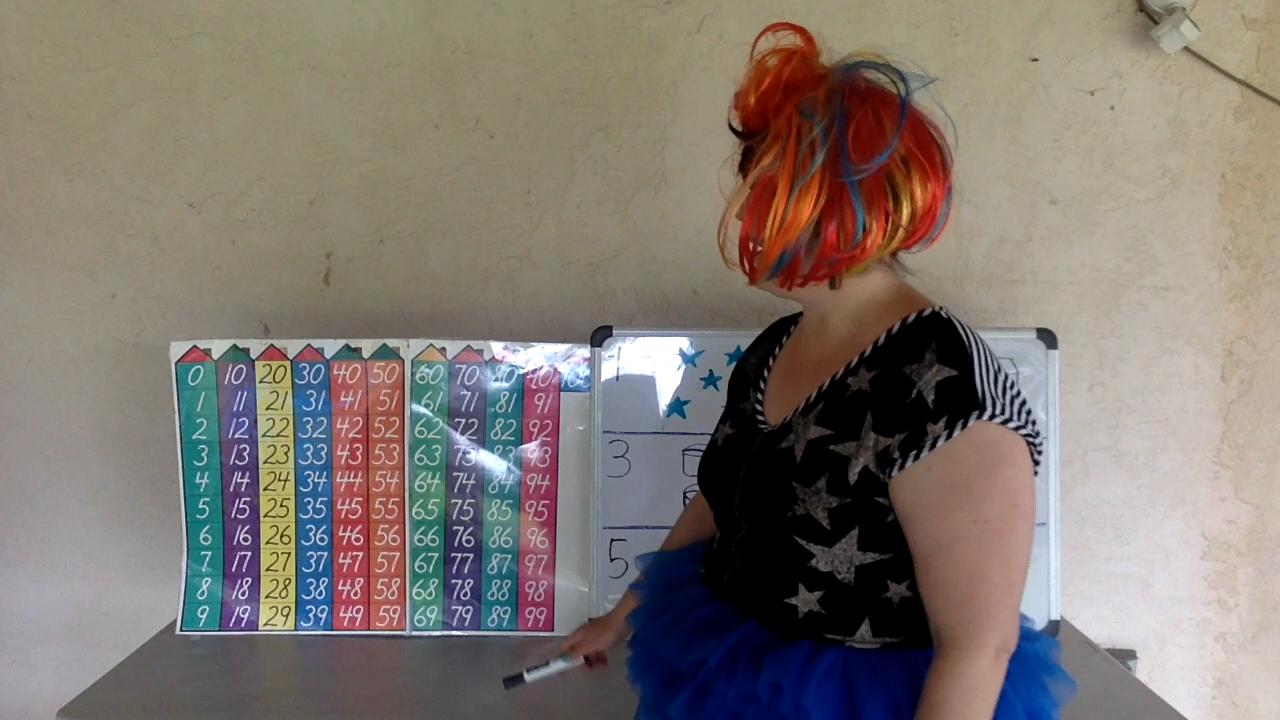 0 10 20 30 40 50 60 70 80 90
1 11 21 31 41 51 61 71 81 91
2 12 22 32 42 52 62 72 82 92
3 13 23 33 43 53 63 73 83 93
4 14 24 34 44 54 64 74 84 94
5 15 25 35 45 55 65 75 85 95
6 16 26 36 46 56 66 76 86 96
7 17 27 37 47 57 67 77 87 97
8 18 28 38 48 58 68 78 88 98
9 19 29 39 49 59 69 79 89 99
1
3
5